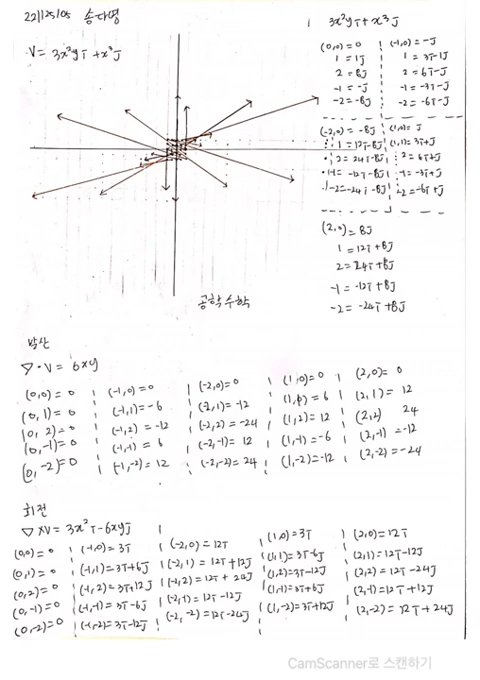 221125105 송다영
V = 3x²yī + x³J
3x²yī + x³J
(0,0) = 0
1 = 1J
2 = 8J
-1 = -J
-2 = -8J
(-1,0) = -J
1 = 3ī-1J
2 = 6ī-J
-1 = -3ī-J
-2 = -6ī-J
(-2,0) = -8J
1 = 12ī-8J
2 = 24ī-8J
-1 = -12ī-8J
-2 = -24ī-8J
(1,0) = J
(1,1) = 3ī+J
2 = 6ī+J
-1 = -3ī+J
-2 = -6ī+J
(2,0) = 8J
1 = 12ī+8J
2 = 24ī+8J
-1 = -12ī+8J
-2 = -24ī+8J
공학수학
발산
▽·V = 6xy
(0,0) = 0
(0,1) = 0
(0,2) = 0
(0,-1) = 0
(0,-2) = 0
(-1,0) = 0
(-1,1) = -6
(-1,2) = -12
(-1,-1) = 6
(-1,-2) = 12
(-2,0) = 0
(-2,1) = -12
(-2,2) = -24
(-2,-1) = 12
(-2,-2) = 24
(1,0) = 0
(1,1) = 6
(1,2) = 12
(1,-1) = -6
(1,-2) = -12
(2,0) = 0
(2,1) = 12
(2,2) 24
(2,-1) = -12
(2,-2) = -24
회전
▽×V = 3x²ī - 6xyJ
(0,0) = 0
(0,1) = 0
(0,2) = 0
(0,-1) = 0
(0,-2) = 0
(-1,0) = 3ī
(-1,1) = 3ī+6J
(-1,2) = 3ī+12J
(-1,-1) = 3ī-6J
(-1,-2) = 3ī-12J
(-2,0) = 12ī
(-2,1) = 12ī+12J
(-2,2) = 12ī+24J
(-2,-1) = 12ī-12J
(-2,-2) = 12ī-24J
(1,0) = 3ī
(1,1) = 3ī-6J
(1,2) = 3ī-12J
(1,-1) = 3ī+6J
(1,-2) = 3ī+12J
(2,0) = 12ī
(2,1) = 12ī-12J
(2,2) = 12ī-24J
(2,-1) = 12ī+12J
(2,-2) = 12ī+24J
CamScanner로 스캔하기